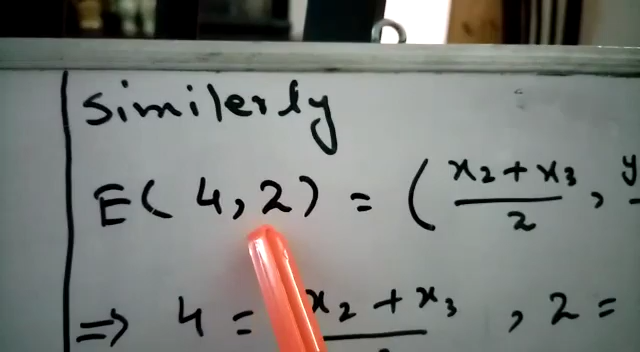 Similerly
E( 4, 2) = ( x₂ + x₃ / 2 , y
⇒ 4 = x₂ + x₃ , 2 =